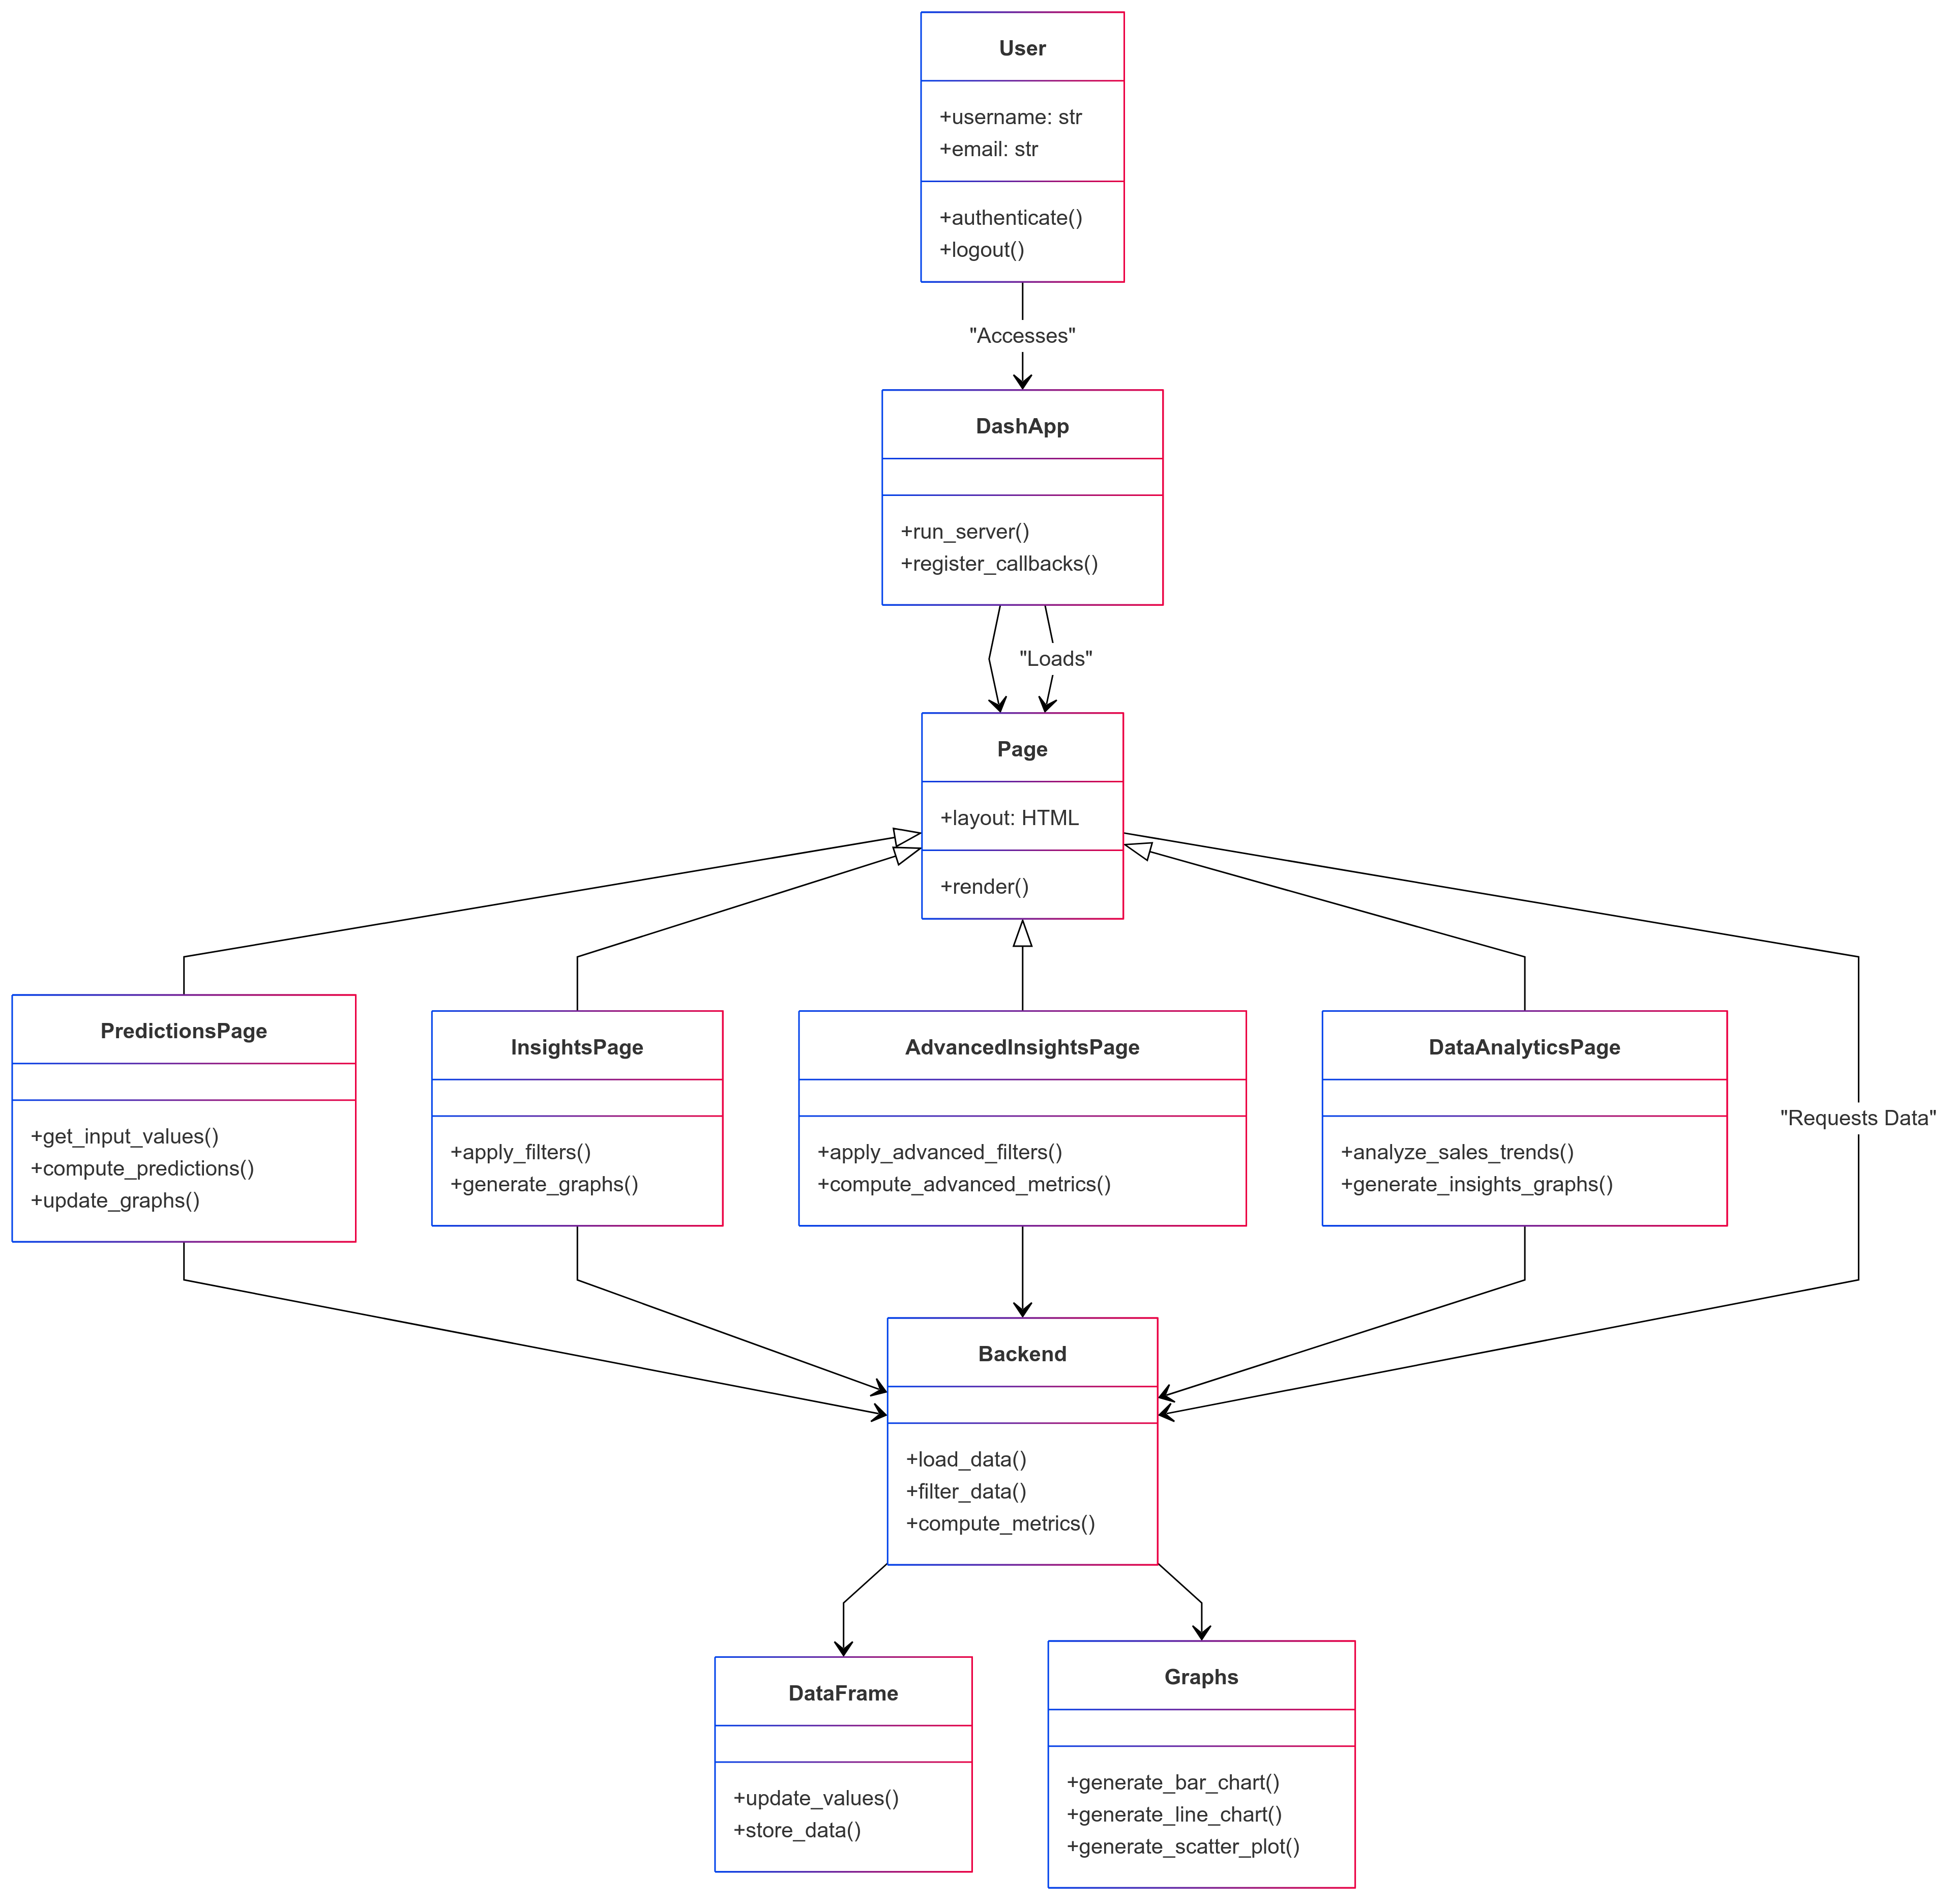 User
+username: str
+email: str
+authenticate()
+logout()
"Accesses"
DashApp
+run_server()
+register_callbacks()
"Loads"
Page
+layout: HTML
+render()
PredictionsPage
+get_input_values()
+compute_predictions()
+update_graphs()
InsightsPage
+apply_filters()
+generate_graphs()
AdvancedInsightsPage
+apply_advanced_filters()
+compute_advanced_metrics()
DataAnalyticsPage
+analyze_sales_trends()
+generate_insights_graphs()
"Requests Data"
Backend
+load_data()
+filter_data()
+compute_metrics()
DataFrame
+update_values()
+store_data()
Graphs
+generate_bar_chart()
+generate_line_chart()
+generate_scatter_plot()